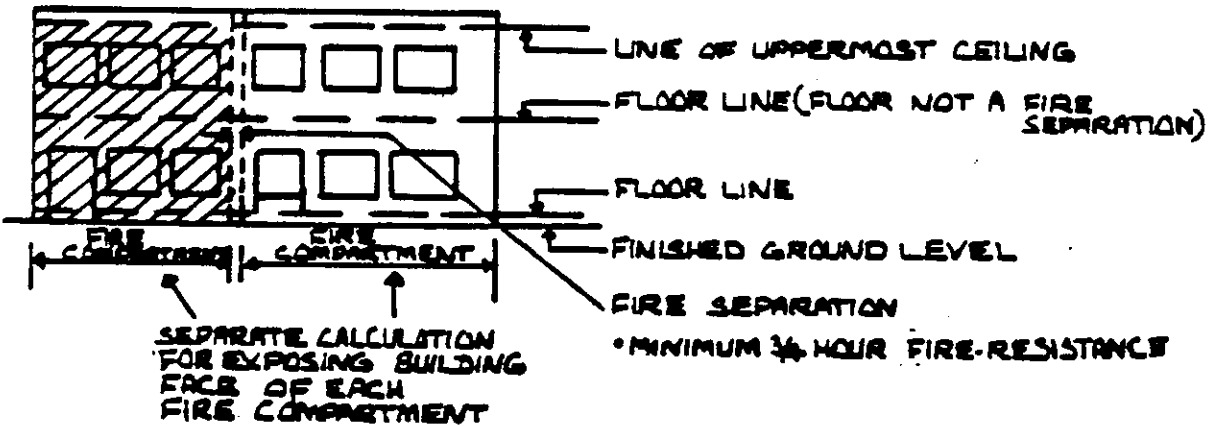 LINE OF UPPERMOST CEILING
FLOOR LINE (FLOOR NOT A FIRE
SEPARATION)
FLOOR LINE
FINISHED GROUND LEVEL
FIRE
COMPARTMENT
FIRE
COMPARTMENT
FIRE SEPARATION
• MINIMUM 3/4 HOUR FIRE-RESISTANCE
SEPARATE CALCULATION
FOR EXPOSING BUILDING
FACE OF EACH
FIRE COMPARTMENT